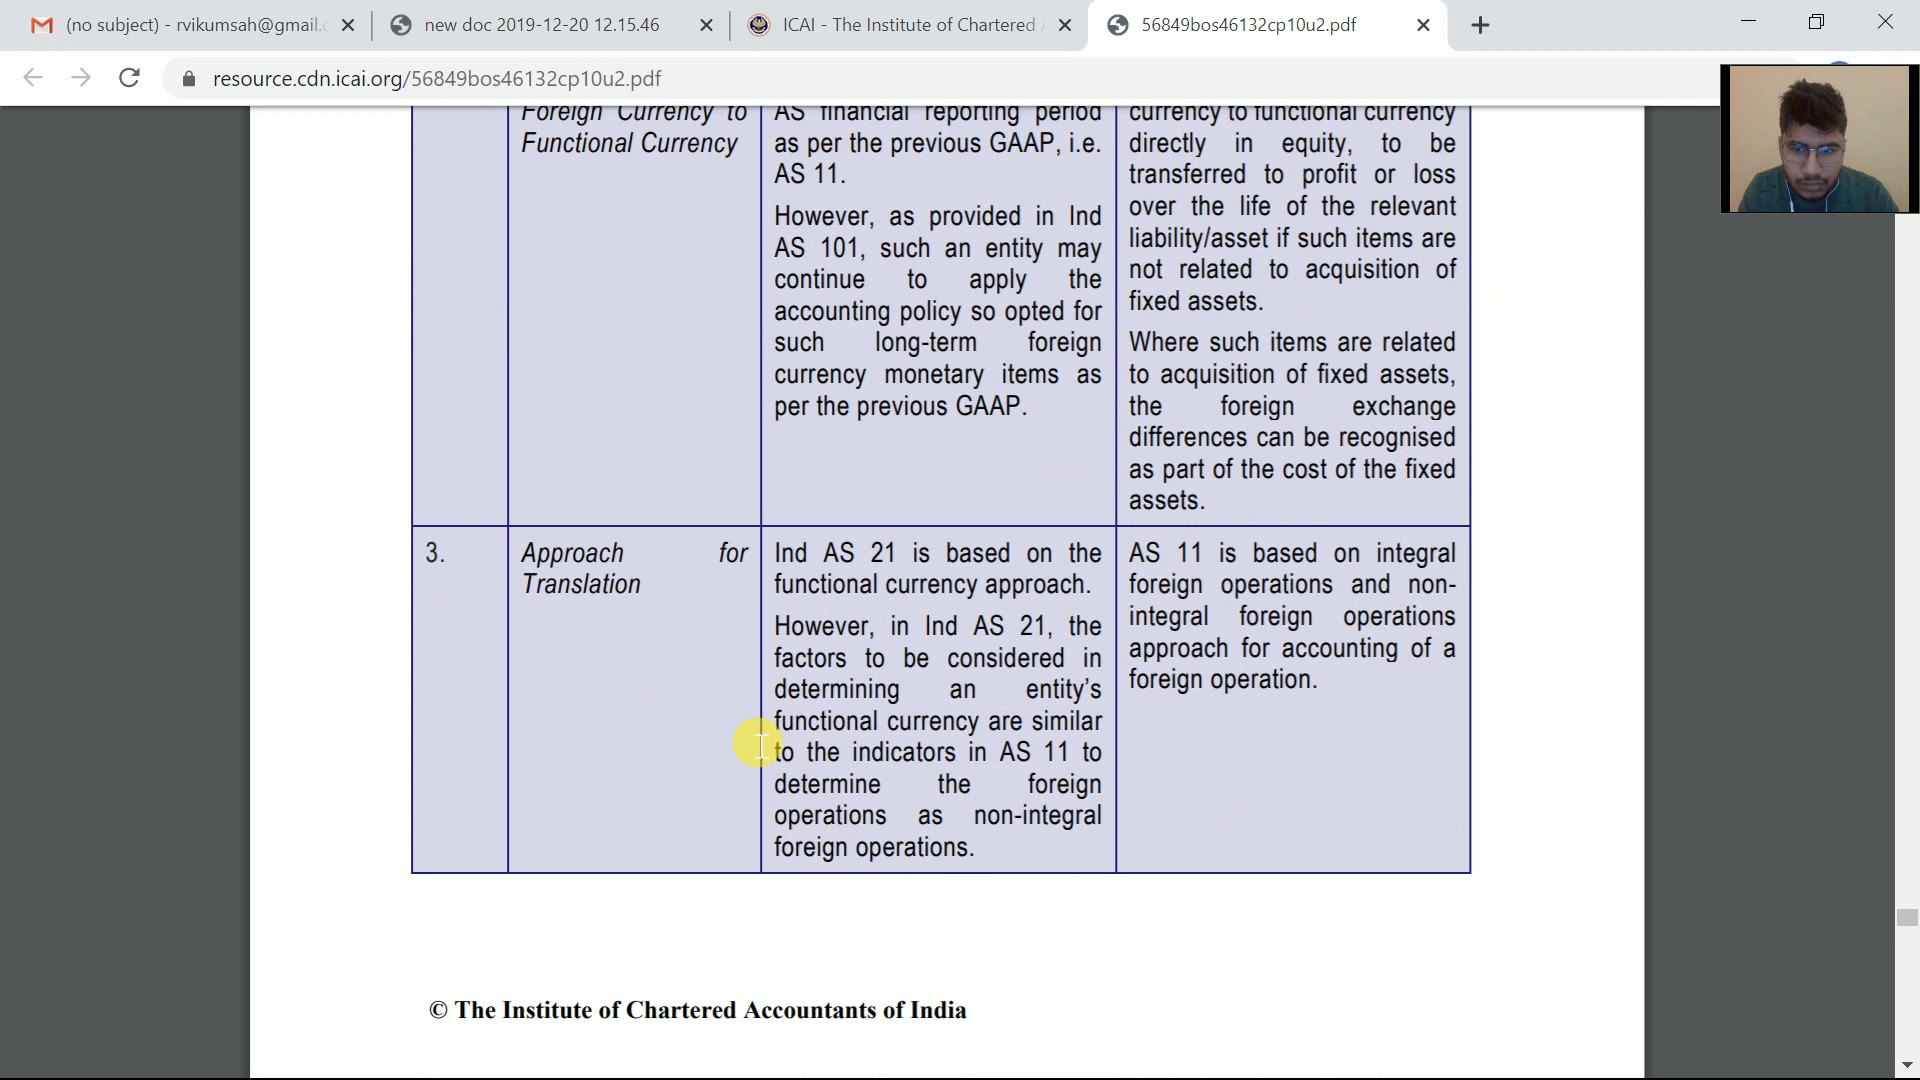 (no subject) - rvikumsah@gmail.c
new doc 2019-12-20 12.15.46
ICAI - The Institute of Chartered A
56849bos46132cp10u2.pdf
resource.cdn.icai.org/56849bos46132cp10u2.pdf
Foreign Currency to
Functional Currency
AS financial reporting period
as per the previous GAAP, i.e.
AS 11.
However, as provided in Ind
AS 101, such an entity may
continue to apply the
accounting policy so opted for
such long-term foreign
currency monetary items as
per the previous GAAP.
currency to functional currency
directly in equity, to be
transferred to profit or loss
over the life of the relevant
liability/asset if such items are
not related to acquisition of
fixed assets.
Where such items are related
to acquisition of fixed assets,
the foreign exchange
differences can be recognised
as part of the cost of the fixed
assets.
3.
Approach for
Translation
Ind AS 21 is based on the
functional currency approach.
However, in Ind AS 21, the
factors to be considered in
determining an entity's
functional currency are similar
to the indicators in AS 11 to
determine the foreign
operations as non-integral
foreign operations.
AS 11 is based on integral
foreign operations and non-
integral foreign operations
approach for accounting of a
foreign operation.
© The Institute of Chartered Accountants of India